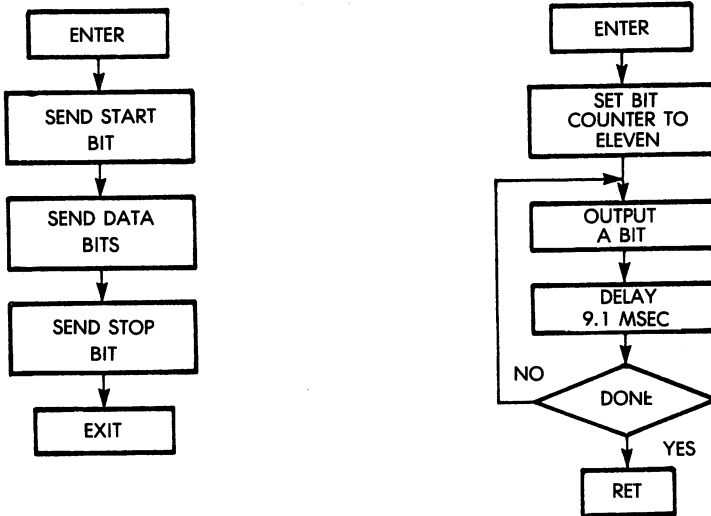 ENTER
SEND START
BIT
SEND DATA
BITS
SEND STOP
BIT
EXIT
ENTER
SET BIT
COUNTER TO
ELEVEN
OUTPUT
A BIT
DELAY
9.1 MSEC
NO
DONE
YES
RET